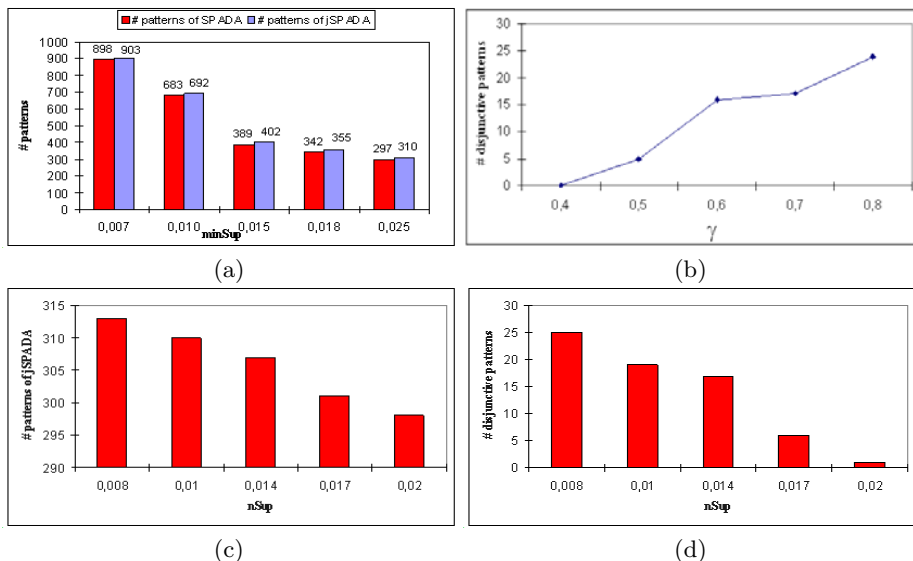 # patterns of SPADA # patterns of jSPADA
# patterns
1000
900
800
700
600
500
400
300
200
100
0
898 903
683 692
389 402
342 355
297 310
0,007 0,010 0,015 0,018 0,025
minSup
(a)
# disjunctive patterns
30
25
20
15
10
5
0
0,4 0,5 0,6 0,7 0,8
γ
(b)
# patterns of jSPADA
315
310
305
300
295
290
0,008 0,01 0,014 0,017 0,02
nSup
(c)
# disjunctive patterns
30
25
20
15
10
5
0
0,008 0,01 0,014 0,017 0,02
nSup
(d)